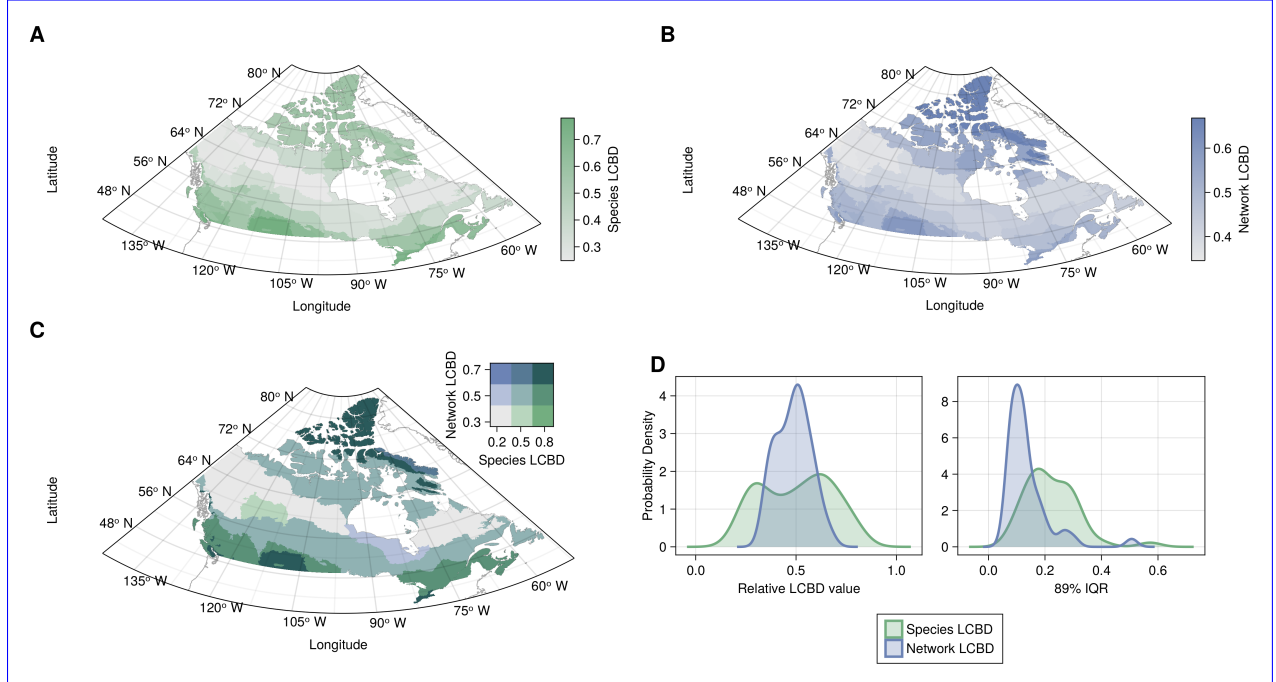 A
80° N
72° N
64° N
56° N
48° N
135° W
120° W
105° W
90° W
75° W
60° W
Latitude
Longitude
0.7
0.6
0.5
0.4
0.3
Species LCBD
B
80° N
72° N
64° N
56° N
48° N
135° W
120° W
105° W
90° W
75° W
60° W
Latitude
Longitude
0.6
0.5
0.4
Network LCBD
C
80° N
72° N
64° N
56° N
48° N
135° W
120° W
105° W
90° W
75° W
60° W
Latitude
Longitude
Network LCBD
0.7
0.5
0.3
0.2 0.5 0.8
Species LCBD
D
Probability Density
4
3
2
1
0
0.0 0.5 1.0
Relative LCBD value
8
6
4
2
0
0.0 0.2 0.4 0.6
89% IQR
Species LCBD
Network LCBD